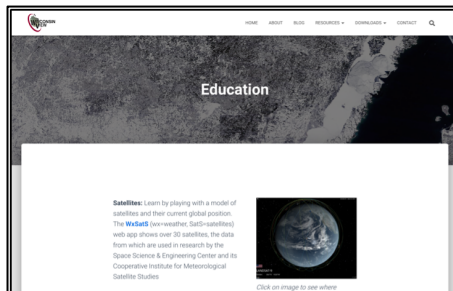 WISCONSIN
VIEW
HOME ABOUT BLOG RESOURCES DOWNLOADS CONTACT
Education
Satellites: Learn by playing with a model of
satellites and their current global position.
The WxSatS (wx=weather, SatS=satellites)
web app shows over 30 satellites, the data
from which are used in research by the
Space Science & Engineering Center and its
Cooperative Institute for Meteorological
Satellite Studies
Click on image to see where